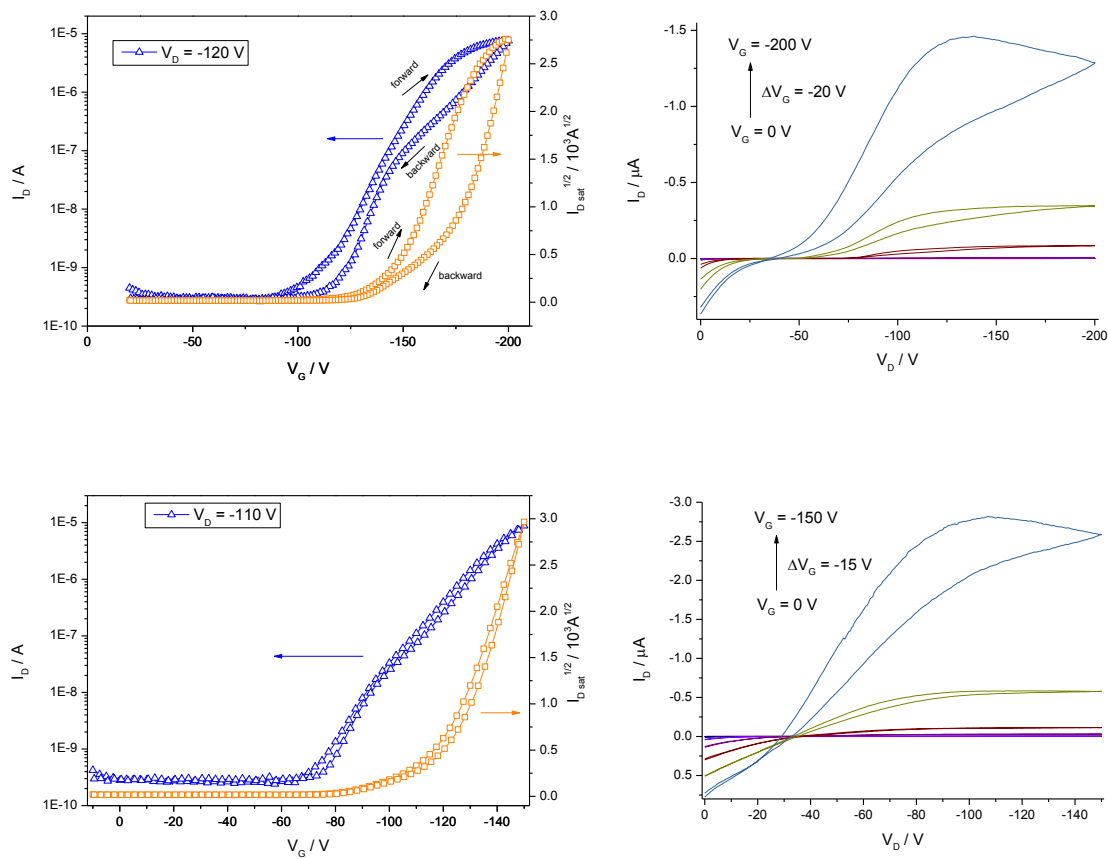 V_D = -120 V
I_D / A
1E-5
1E-6
1E-7
1E-8
1E-9
1E-10
0
-50
-100
-150
-200
V_G / V
forward
backward
forward
backward
3.0
2.5
2.0
1.5
1.0
0.5
0.0
I_D sat^1/2 / 10^3A^1/2
V_G = -200 V
ΔV_G = -20 V
V_G = 0 V
I_D / μA
-1.5
-1.0
-0.5
0.0
0
-50
-100
-150
-200
V_D / V
V_D = -110 V
I_D / A
1E-5
1E-6
1E-7
1E-8
1E-9
1E-10
0
-20
-40
-60
-80
-100
-120
-140
V_G / V
3.0
2.5
2.0
1.5
1.0
0.5
0.0
I_D sat^1/2 / 10^3A^1/2
V_G = -150 V
ΔV_G = -15 V
V_G = 0 V
I_D / μA
-3.0
-2.5
-2.0
-1.5
-1.0
-0.5
0.0
0.5
0
-20
-40
-60
-80
-100
-120
-140
V_D / V